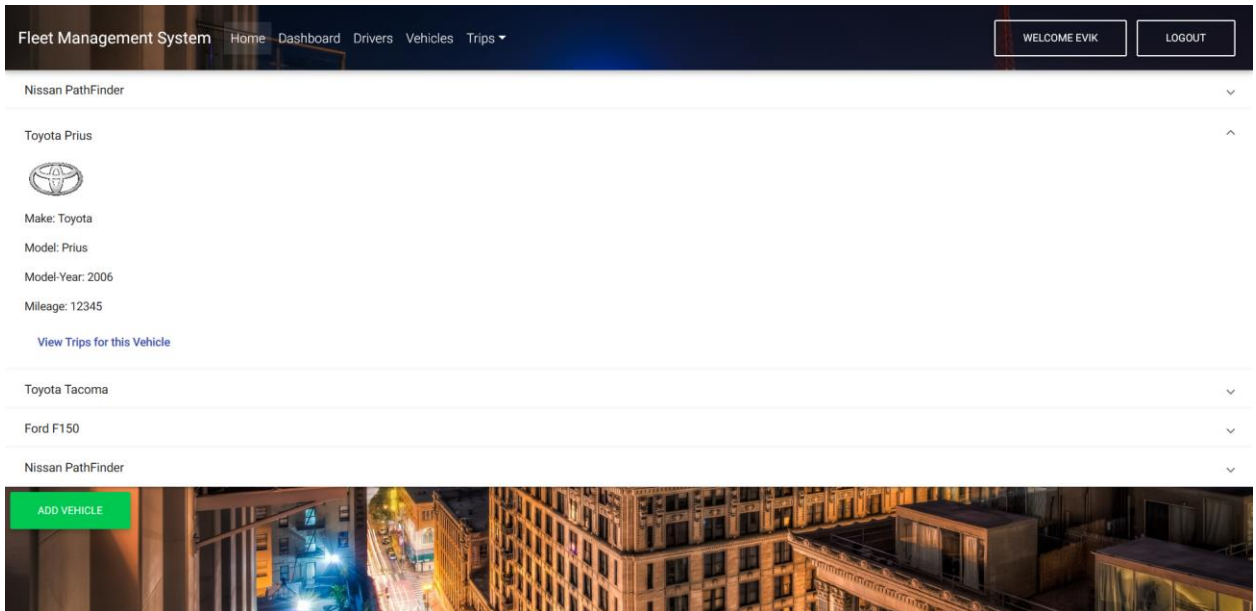 Fleet Management System Home Dashboard Drivers Vehicles Trips WELCOME EVIK LOGOUT
Nissan PathFinder
Toyota Prius
Make: Toyota
Model: Prius
Model-Year: 2006
Mileage: 12345
View Trips for this Vehicle
Toyota Tacoma
Ford F150
Nissan PathFinder
ADD VEHICLE